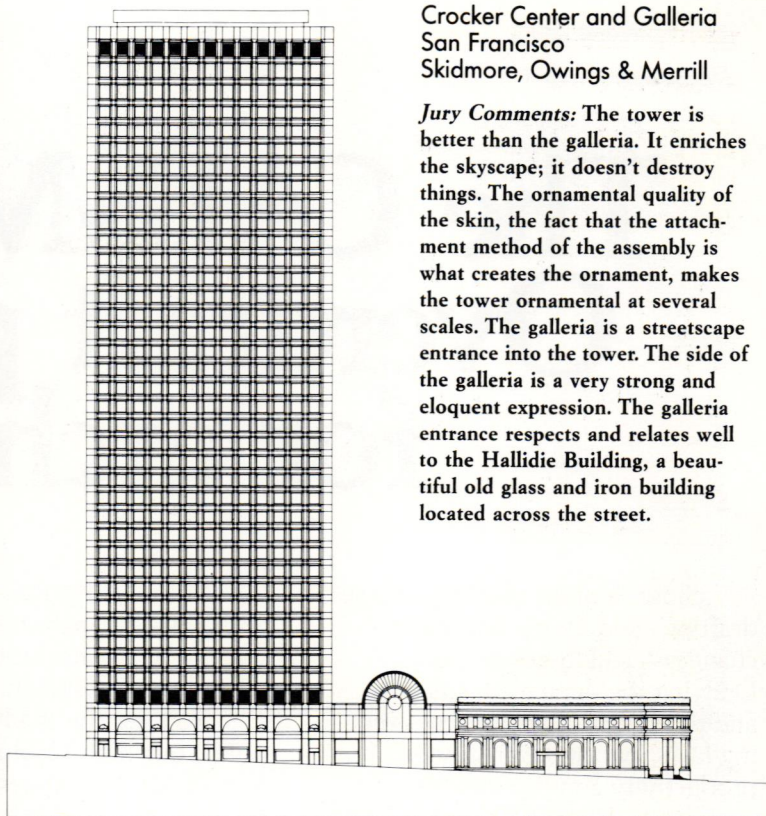 Crocker Center and Galleria
San Francisco
Skidmore, Owings & Merrill
Jury Comments: The tower is
better than the galleria. It enriches
the skyscape; it doesn't destroy
things. The ornamental quality of
the skin, the fact that the attach-
ment method of the assembly is
what creates the ornament, makes
the tower ornamental at several
scales. The galleria is a streetscape
entrance into the tower. The side of
the galleria is a very strong and
eloquent expression. The galleria
entrance respects and relates well
to the Hallidie Building, a beau-
tiful old glass and iron building
located across the street.